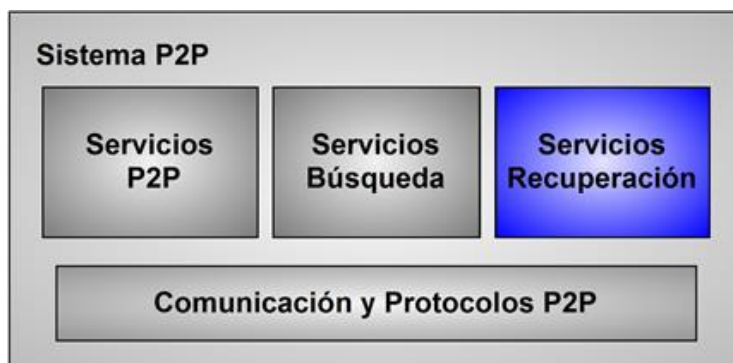 Sistema P2P
Servicios
P2P
Servicios
Búsqueda
Servicios
Recuperación
Comunicación y Protocolos P2P